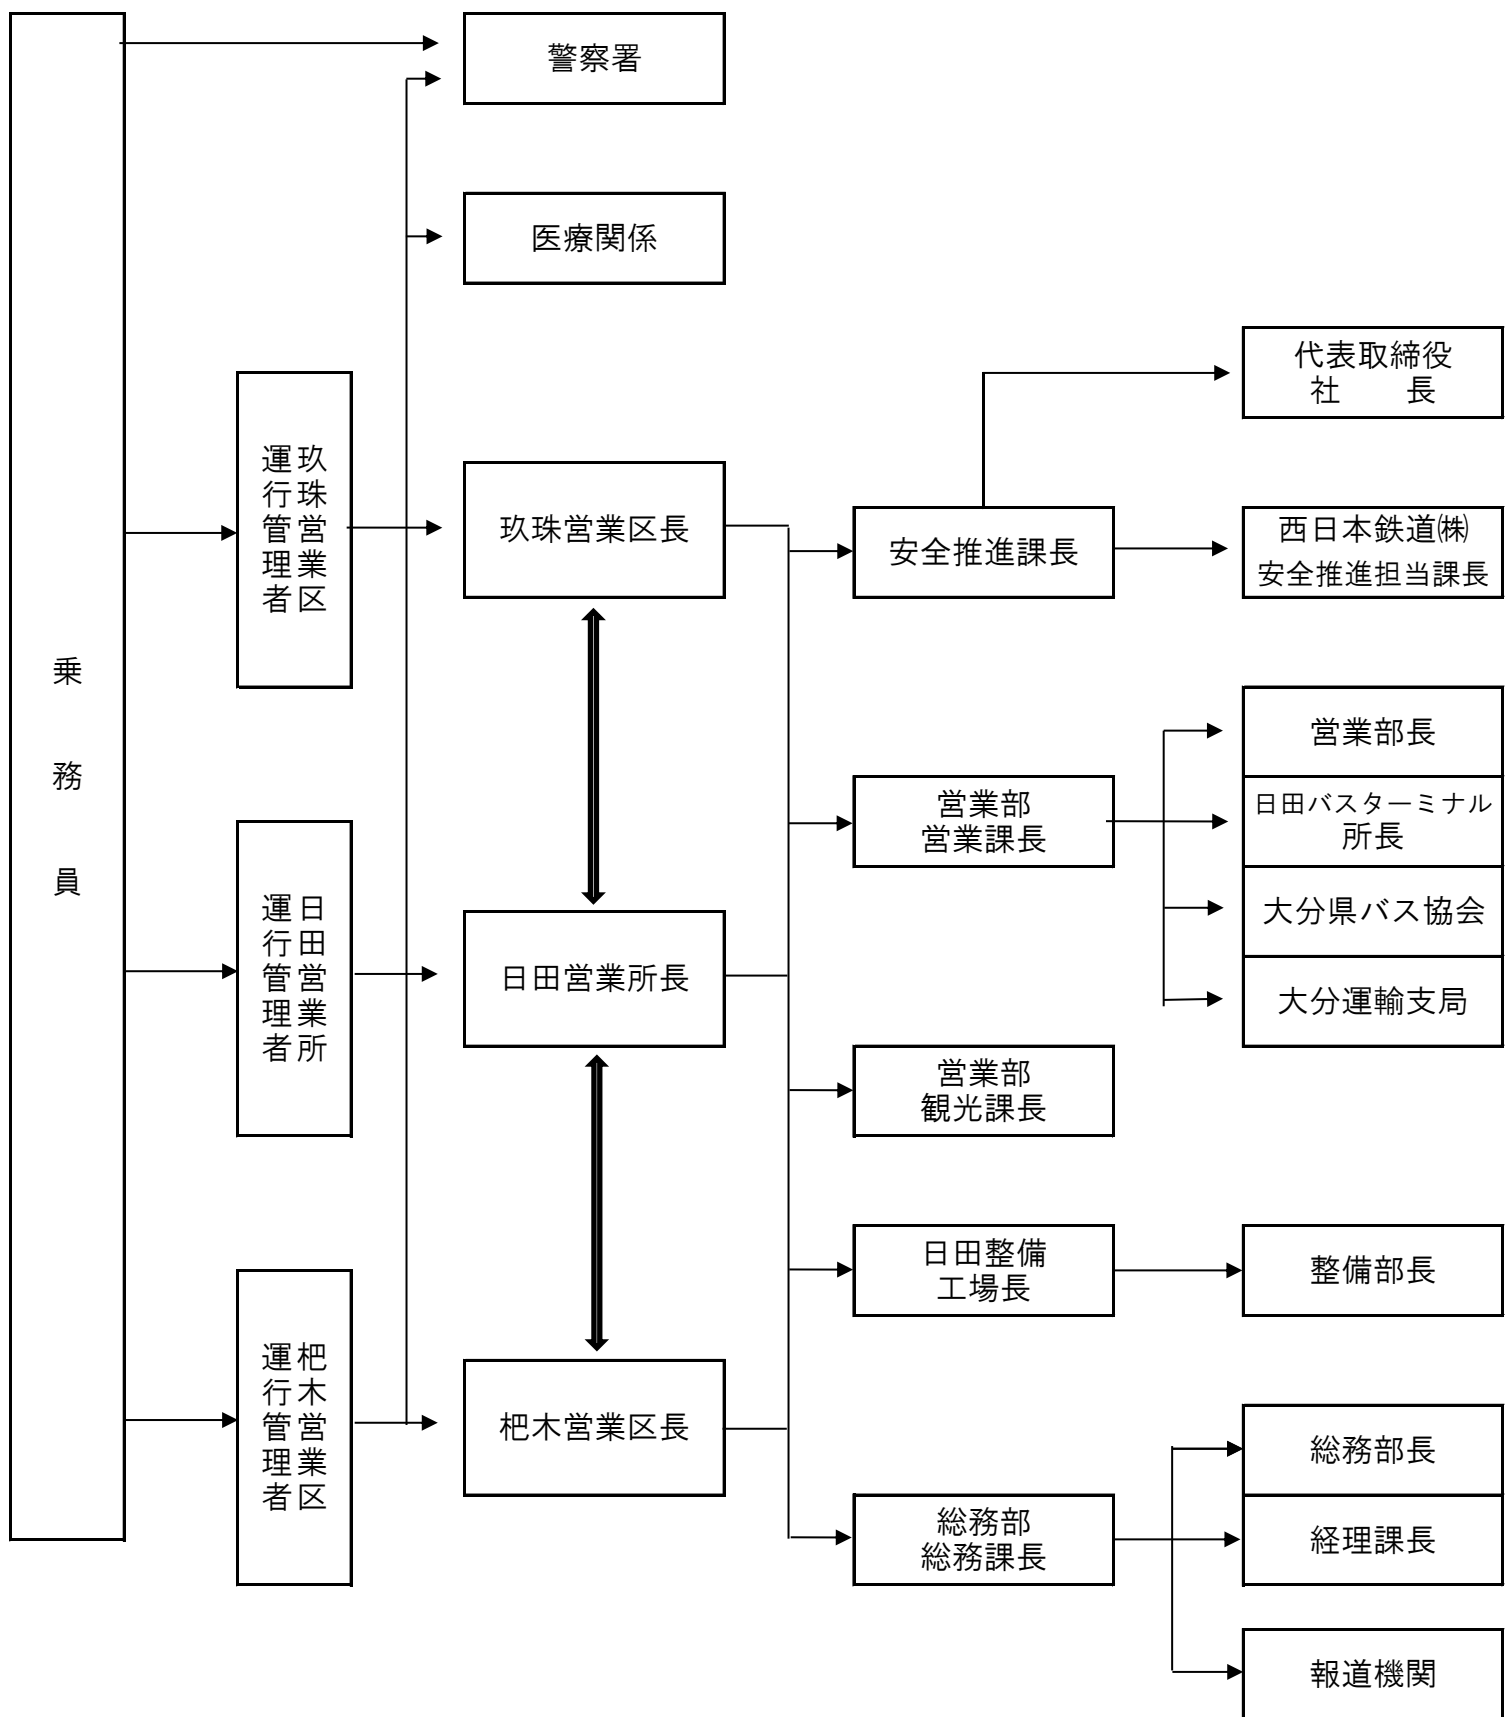 乗務員
玖珠営業区
運行管理者
日田営業所
運行管理者
杷木営業区
運行管理者
警察署
医療関係
玖珠営業区長
日田営業所長
杷木営業区長
安全推進課長
営業部
営業課長
営業部
観光課長
日田整備
工場長
総務部
総務課長
代表取締役
社　　長
西日本鉄道㈱
安全推進担当課長
営業部長
日田バスターミナル
所長
大分県バス協会
大分運輸支局
整備部長
総務部長
経理課長
報道機関